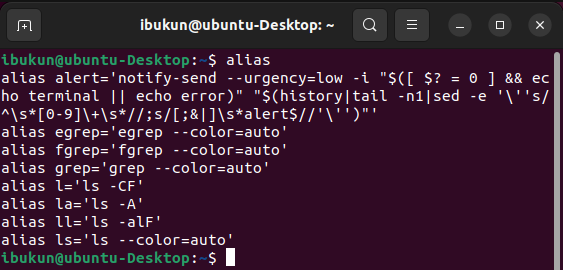 ibukun@ubuntu-Desktop: ~
ibukun@ubuntu-Desktop:~$ alias
alias alert='notify-send --urgency=low -i "$([ $? = 0 ] && ec
ho terminal || echo error)" "$(history|tail -n1|sed -e '\''s/
^\s*[0-9]\+\s*//;s/[;&|]\s*alert$//'\'')"'
alias egrep='egrep --color=auto'
alias fgrep='fgrep --color=auto'
alias grep='grep --color=auto'
alias l='ls -CF'
alias la='ls -A'
alias ll='ls -alF'
alias ls='ls --color=auto'
ibukun@ubuntu-Desktop:~$